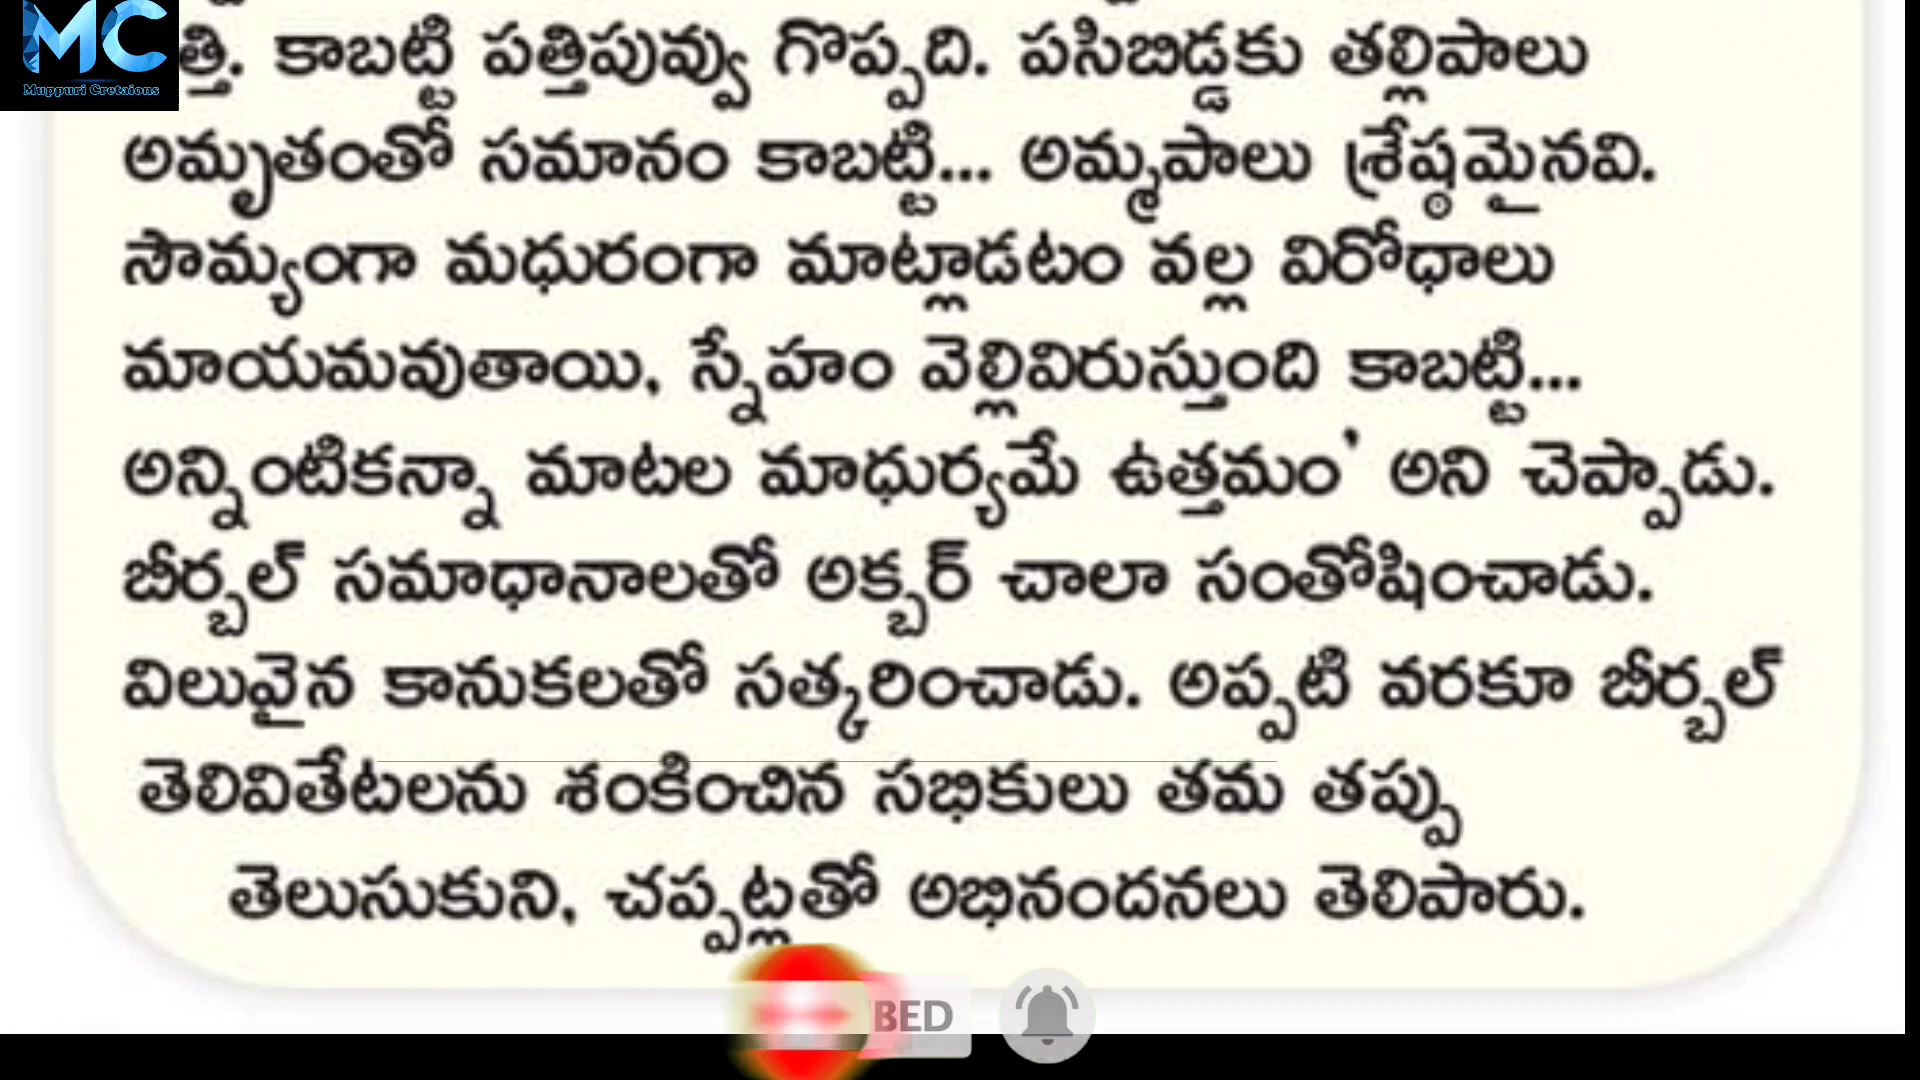 MC
Muppuri Cretaions
త్తి. కాబట్టి పత్తిపువ్వు గొప్పది. పసిబిడ్డకు తల్లిపాలు
అమృతంతో సమానం కాబట్టి... అమ్మపాలు శ్రేష్ఠమైనవి.
సౌమ్యంగా మధురంగా మాట్లాడటం వల్ల విరోధాలు
మాయమవుతాయి, స్నేహం వెల్లివిరుస్తుంది కాబట్టి...
అన్నింటికన్నా మాటల మాధుర్యమే ఉత్తమం' అని చెప్పాడు.
బీర్బల్ సమాధానాలతో అక్బర్ చాలా సంతోషించాడు.
విలువైన కానుకలతో సత్కరించాడు. అప్పటి వరకూ బీర్బల్
తెలివితేటలను శంకించిన సభికులు తమ తప్పు
తెలుసుకుని, చప్పట్లతో అభినందనలు తెలిపారు.
BED